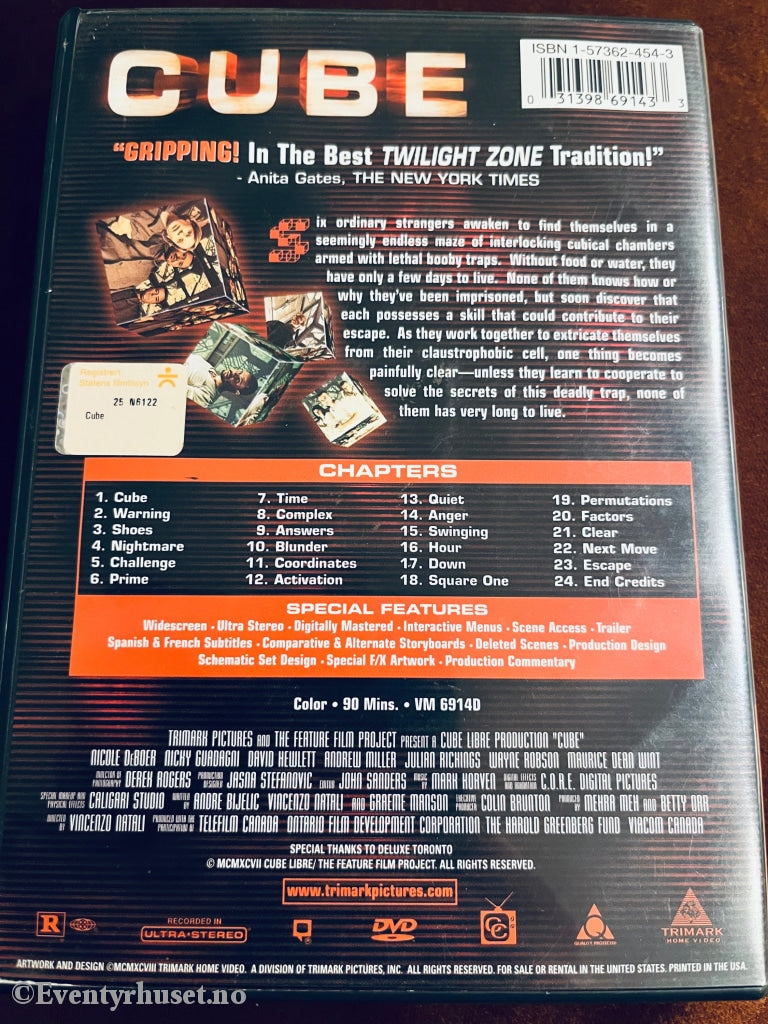 CUBE
ISBN 1-57362-454-3
0 31398 69143 3
"GRIPPING! In The Best TWILIGHT ZONE Tradition!"
- Anita Gates, THE NEW YORK TIMES
Six ordinary strangers awaken to find themselves in a
seemingly endless maze of interlocking cubical chambers
armed with lethal booby traps. Without food or water, they
have only a few days to live. None of them knows how or
why they've been imprisoned, but soon discover that
each possesses a skill that could contribute to their
escape. As they work together to extricate themselves
from their claustrophobic cell, one thing becomes
painfully clear—unless they learn to cooperate to
solve the secrets of this deadly trap, none of
them has very long to live.
Registrert
Statens filmtilsyn
25 N6122
Cube
CHAPTERS
1. Cube
2. Warning
3. Shoes
4. Nightmare
5. Challenge
6. Prime
7. Time
8. Complex
9. Answers
10. Blunder
11. Coordinates
12. Activation
13. Quiet
14. Anger
15. Swinging
16. Hour
17. Down
18. Square One
19. Permutations
20. Factors
21. Clear
22. Next Move
23. Escape
24. End Credits
SPECIAL FEATURES
Widescreen • Ultra Stereo • Digitally Mastered • Interactive Menus • Scene Access • Trailer
Spanish & French Subtitles • Comparative & Alternate Storyboards • Deleted Scenes • Production Design
Schematic Set Design • Special F/X Artwork • Production Commentary
Color • 90 Mins. • VM 6914D
TRIMARK PICTURES AND THE FEATURE FILM PROJECT PRESENT A CUBE LIBRE PRODUCTION "CUBE"
NICOLE DeBOER NICKY GUADAGNI DAVID HEWLETT ANDREW MILLER JULIAN RICHINGS WAYNE ROBSON MAURICE DEAN WINT
DIRECTOR OF PHOTOGRAPHY DEREK ROGERS PRODUCTION DESIGNER JASNA STEFANOVIC EDITOR JOHN SANDERS MUSIC BY MARK KORVEN DIGITAL EFFECTS AND ANIMATION C.O.R.E. DIGITAL PICTURES
SPECIAL MAKEUP AND PHYSICAL EFFECTS CALIGARI STUDIO WRITTEN BY ANDRE BIJELIC VINCENZO NATALI AND GRAEME MANSON EXECUTIVE PRODUCER COLIN BRUNTON PRODUCED BY MEHRA MEH AND BETTY ORR
DIRECTED BY VINCENZO NATALI PRODUCED WITH THE PARTICIPATION OF TELEFILM CANADA ONTARIO FILM DEVELOPMENT CORPORATION THE HAROLD GREENBERG FUND VIACOM CANADA
SPECIAL THANKS TO DELUXE TORONTO
© MCMXCVII CUBE LIBRE/ THE FEATURE FILM PROJECT. ALL RIGHTS RESERVED.
www.trimarkpictures.com
R
RECORDED IN
ULTRA•STEREO
DVD
CC
QUALITY PROTECTED
TRIMARK
HOME VIDEO
ARTWORK AND DESIGN ©MCMXCVIII TRIMARK HOME VIDEO. A DIVISION OF TRIMARK PICTURES, INC. ALL RIGHTS RESERVED. FOR SALE OR RENTAL IN THE UNITED STATES. PRINTED IN THE USA.
©Eventyrhuset.no